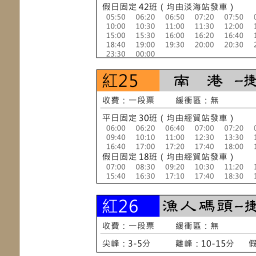 假日固定42班(均由淡海站發車)
05:50 06:20 06:50 07:20 07:50
10:00 10:30 11:00 11:30 12:00
15:00 15:30 16:00 16:20 16:40
18:40 19:00 19:30 20:00 20:30
23:30 00:00
紅25 南 港 -捷
收費:一段票 緩衝區:無
平日固定30班(均由經貿站發車)
06:00 06:20 06:40 07:00 07:20
09:40 10:10 11:00 12:30 13:30
16:40 17:00 17:20 17:40 18:00
假日固定18班(均由經貿站發車)
07:00 08:30 09:20 10:30 11:20
15:40 16:30 17:10 17:40 18:30
紅26 漁人碼頭-捷
收費:一段票 緩衝區:無
尖峰:3-5分 離峰:10-15分 假